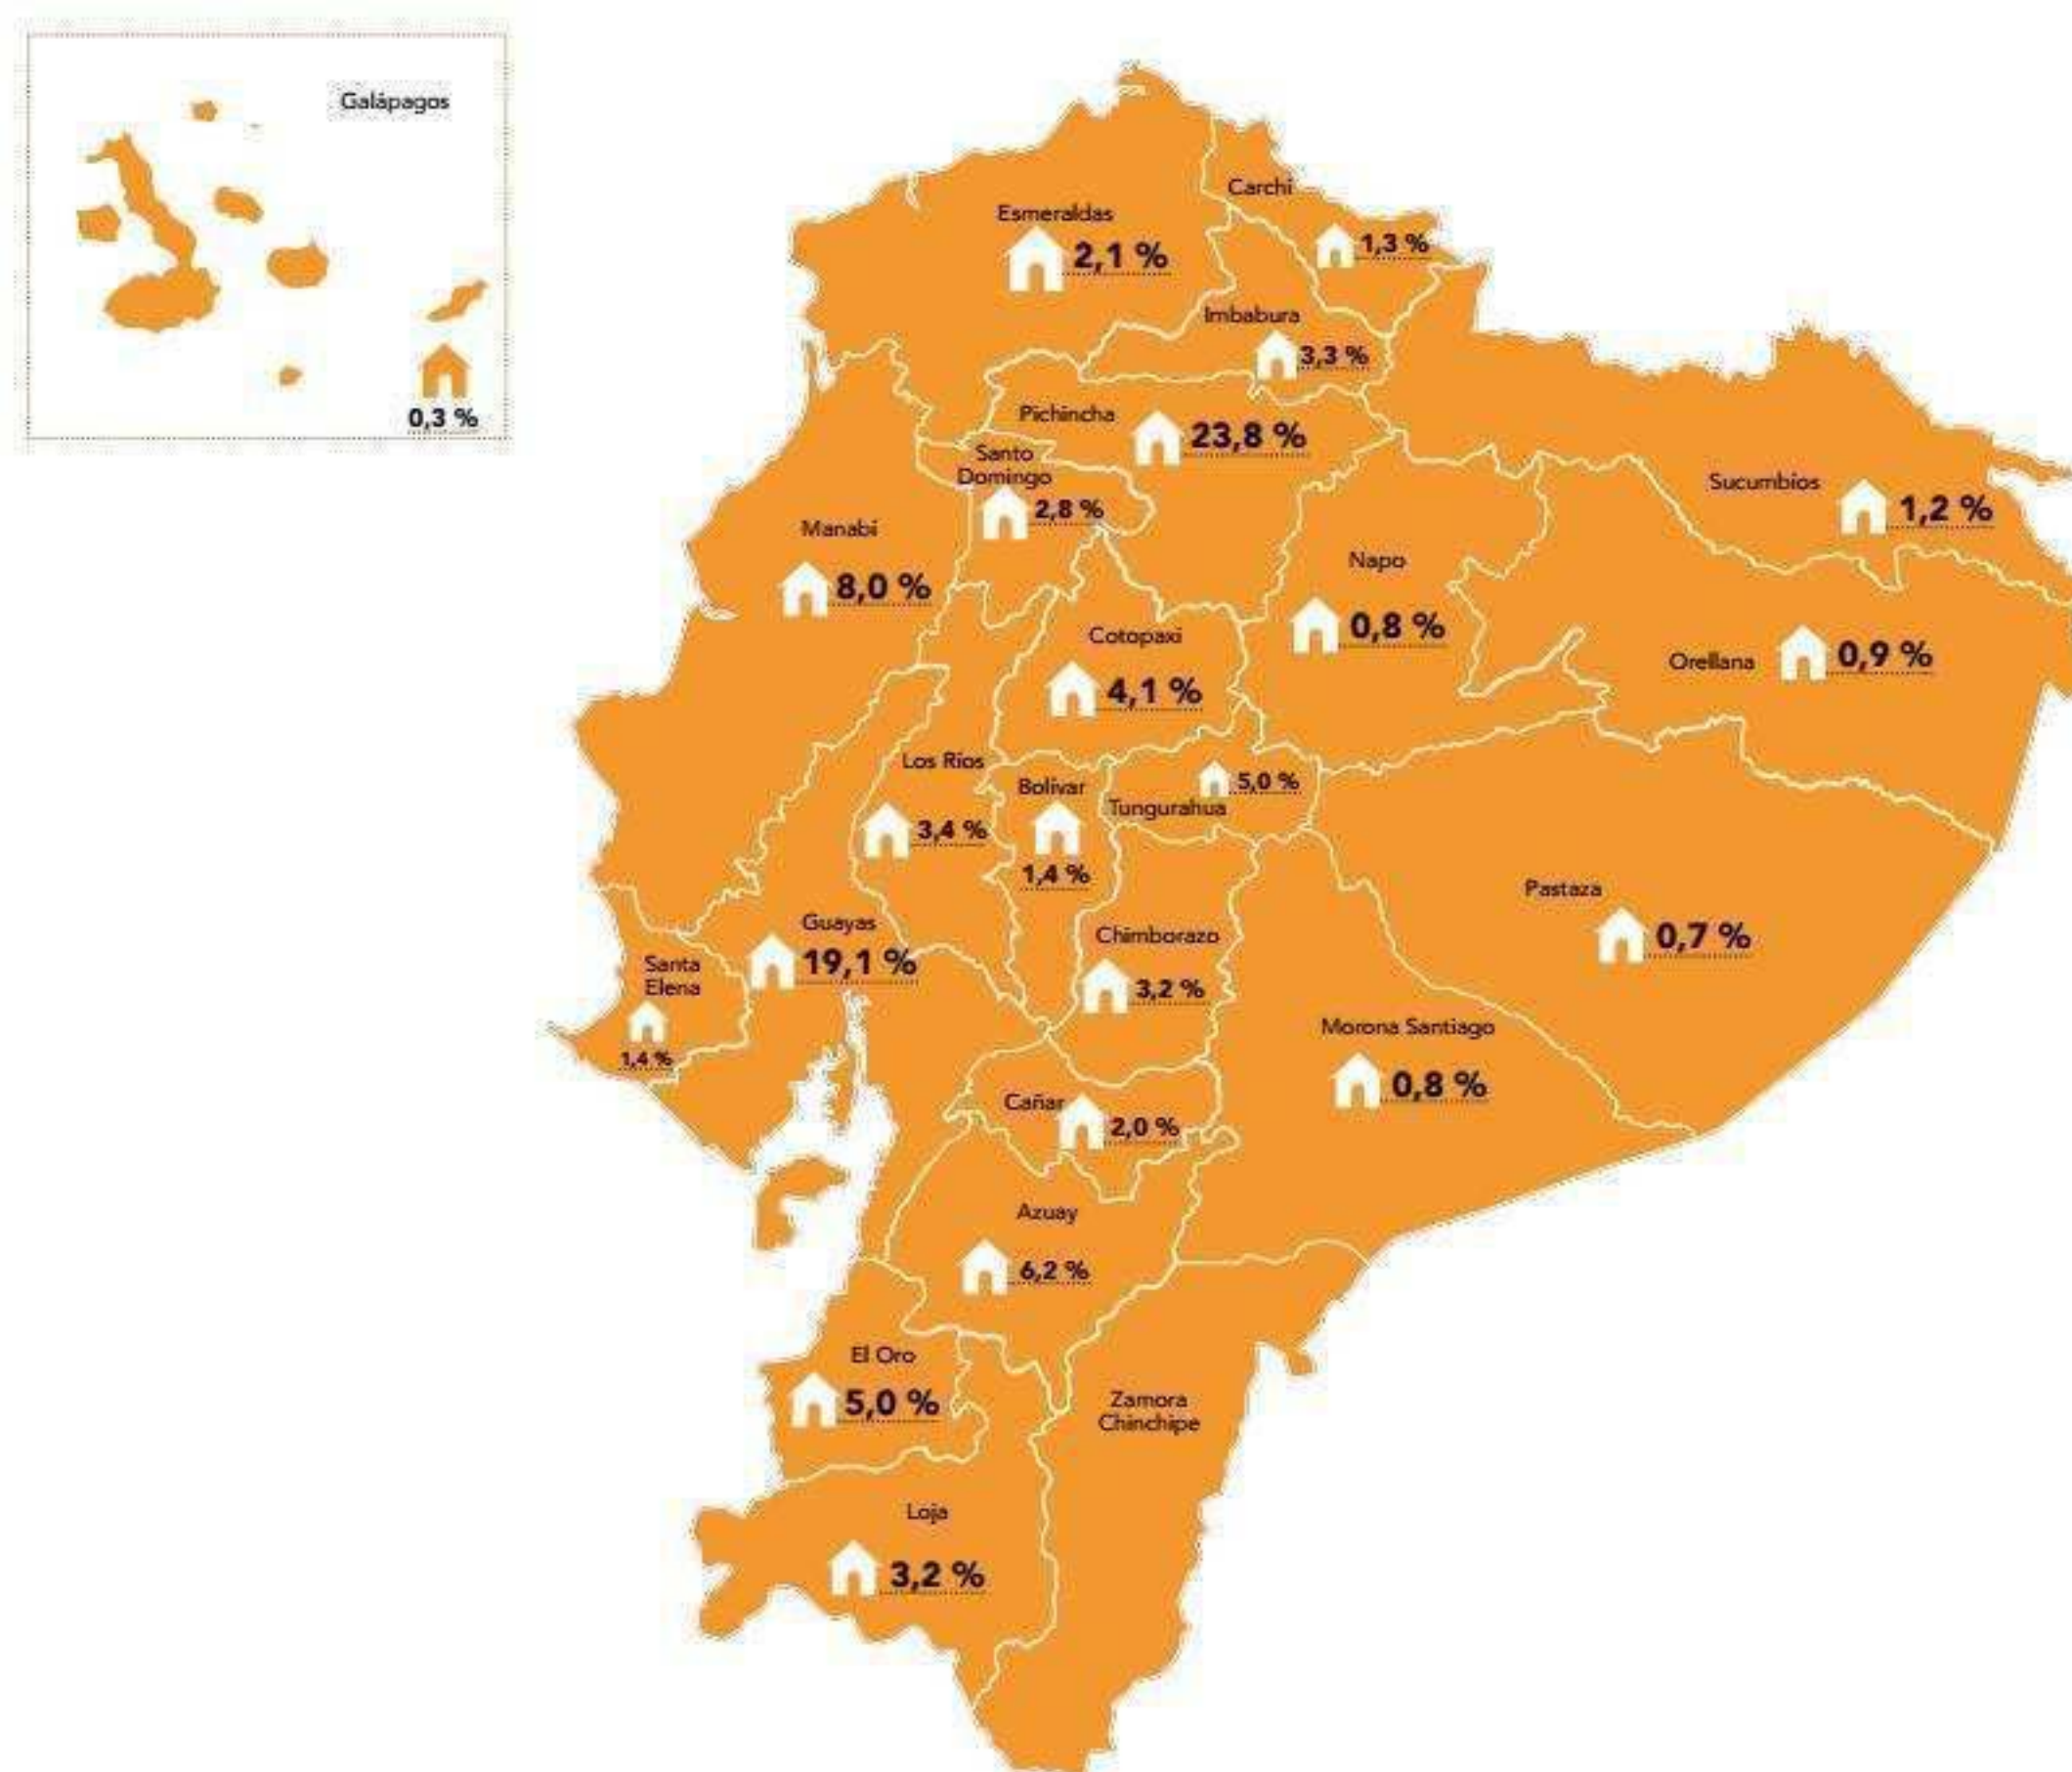 Galápagos
0,3 %
Carchi
1,3 %
Esmeraldas
2,1 %
Imbabura
3,3 %
Pichincha
23,8 %
Santo
Domingo
2,8 %
Sucumbios
1,2 %
Manabí
8,0 %
Napo
0,8 %
Cotopaxi
4,1 %
Orellana
0,9 %
Los Ríos
3,4 %
Bolívar
1,4 %
5,0 %
Tungurahua
Pastaza
0,7 %
Guayas
19,1 %
Chimborazo
3,2 %
Santa
Elena
1,4 %
Morona Santiago
0,8 %
Cañar
2,0 %
Azuay
6,2 %
El Oro
5,0 %
Zamora
Chinchipe
Loja
3,2 %